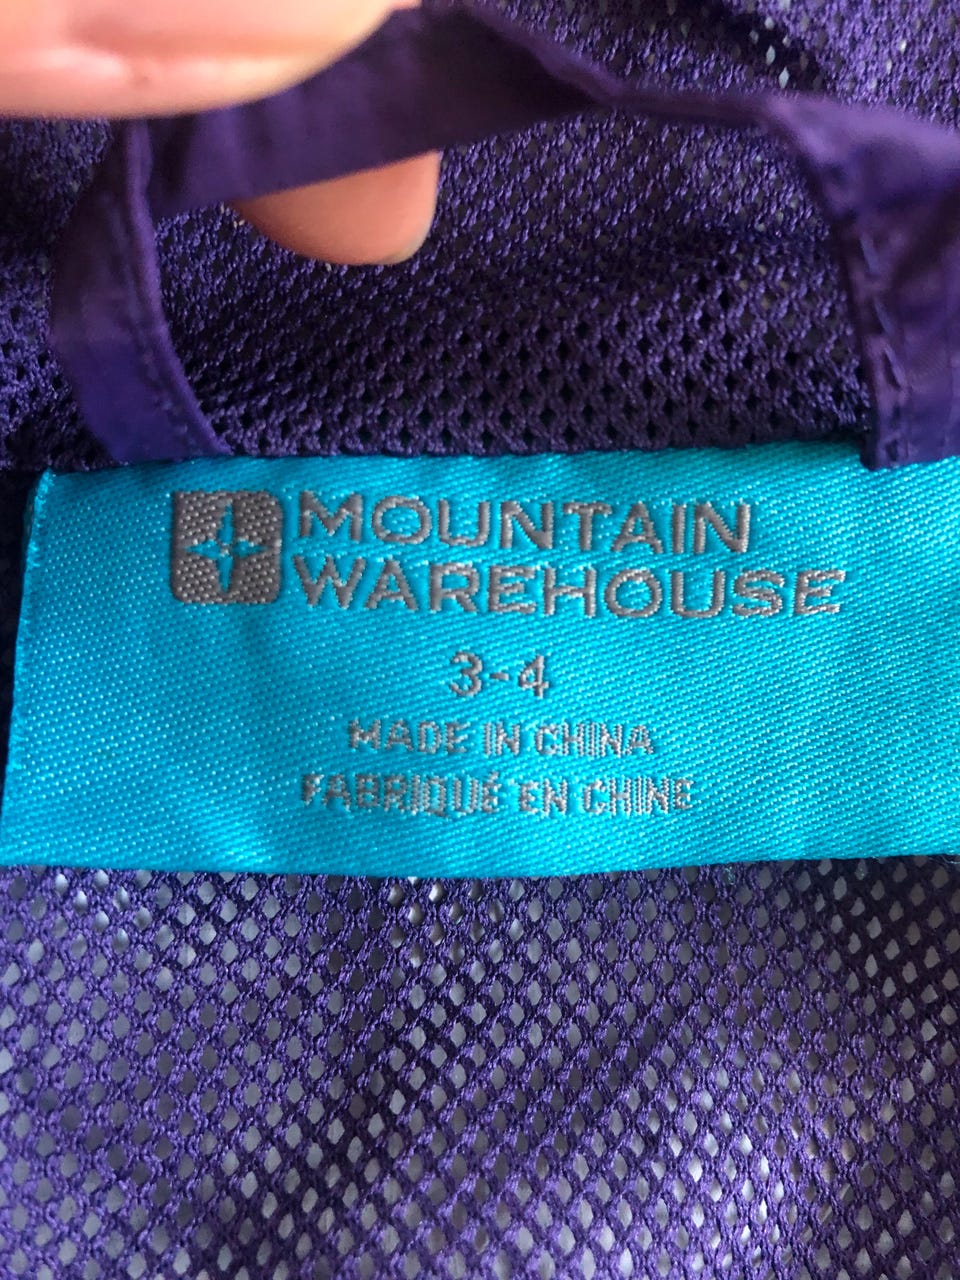 MOUNTAIN
WAREHOUSE
3-4
MADE IN CHINA
FABRIQUÉ EN CHINE